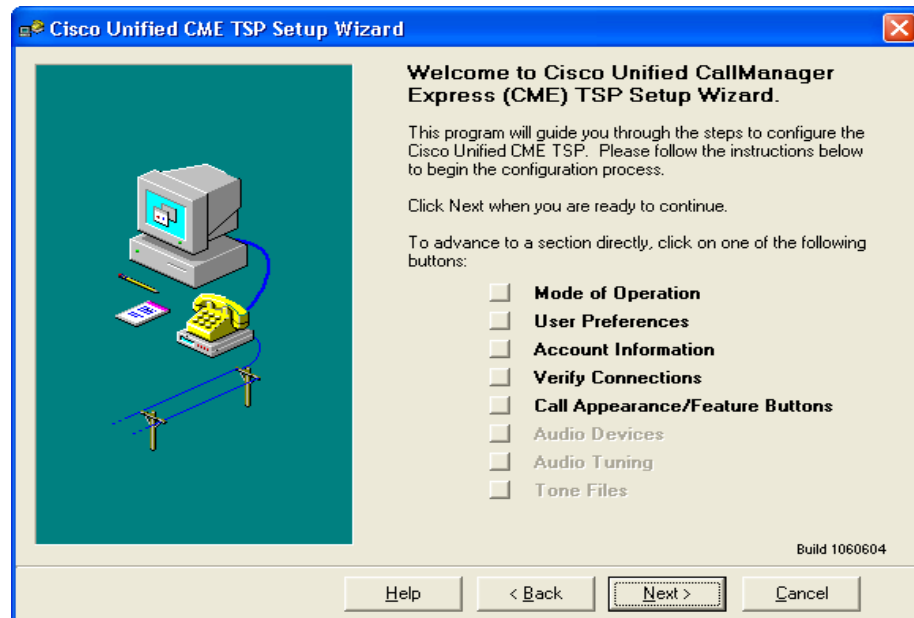 Cisco Unified CME TSP Setup Wizard
Welcome to Cisco Unified CallManager
Express (CME) TSP Setup Wizard.
This program will guide you through the steps to configure the
Cisco Unified CME TSP. Please follow the instructions below
to begin the configuration process.
Click Next when you are ready to continue.
To advance to a section directly, click on one of the following
buttons:
Mode of Operation
User Preferences
Account Information
Verify Connections
Call Appearance/Feature Buttons
Audio Devices
Audio Tuning
Tone Files
Build 1060604
Help
< Back
Next >
Cancel